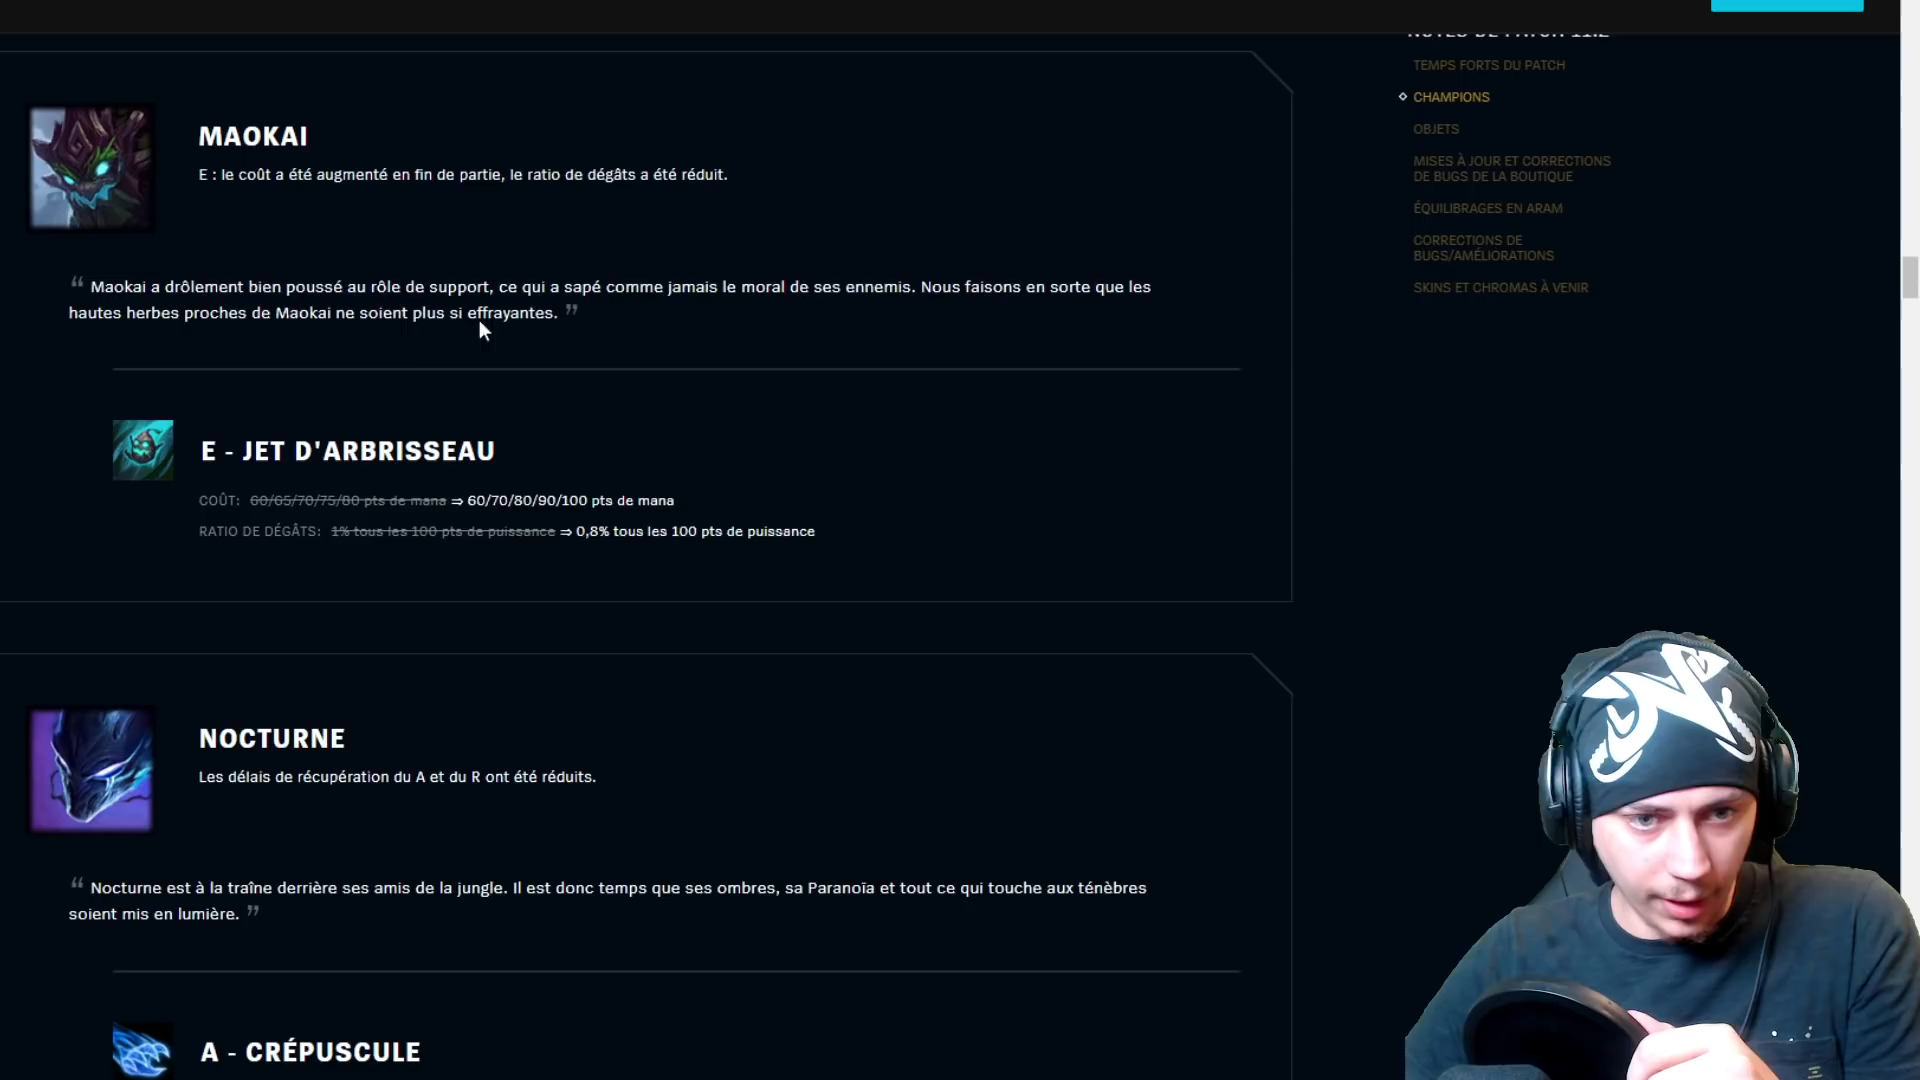 NOTES DE PATCH 11.2
TEMPS FORTS DU PATCH
CHAMPIONS
OBJETS
MISES À JOUR ET CORRECTIONS
DE BUGS DE LA BOUTIQUE
ÉQUILIBRAGES EN ARAM
CORRECTIONS DE
BUGS/AMÉLIORATIONS
SKINS ET CHROMAS À VENIR
MAOKAI
E : le coût a été augmenté en fin de partie, le ratio de dégâts a été réduit.
“ Maokai a drôlement bien poussé au rôle de support, ce qui a sapé comme jamais le moral de ses ennemis. Nous faisons en sorte que les
hautes herbes proches de Maokai ne soient plus si effrayantes. ”
E - JET D'ARBRISSEAU
COÛT: 60/65/70/75/80 pts de mana ⇒ 60/70/80/90/100 pts de mana
RATIO DE DÉGÂTS: 1% tous les 100 pts de puissance ⇒ 0,8% tous les 100 pts de puissance
NOCTURNE
Les délais de récupération du A et du R ont été réduits.
“ Nocturne est à la traîne derrière ses amis de la jungle. Il est donc temps que ses ombres, sa Paranoïa et tout ce qui touche aux ténèbres
soient mis en lumière. ”
A - CRÉPUSCULE